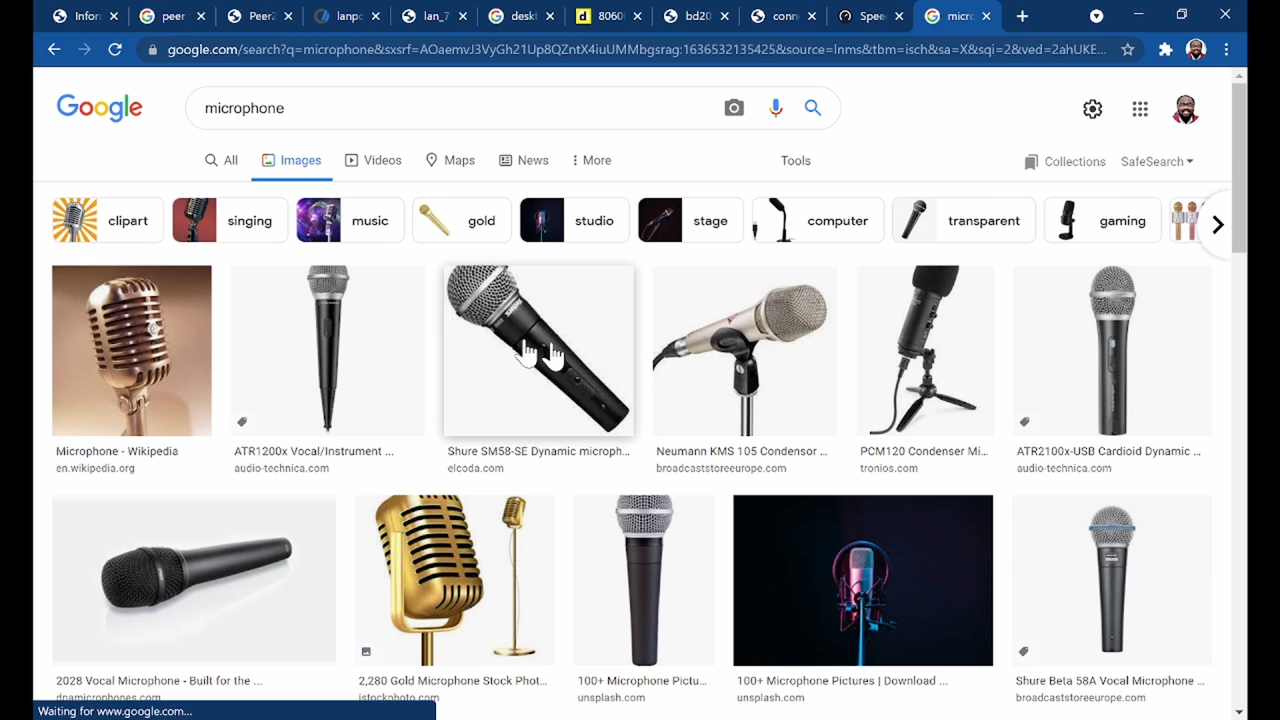 Inforr
peer
Peer2
lanpc
lan_7
deskt
8060
bd20
conn
Spee
micro
google.com/search?q=microphone&sxsrf=AOaemvJ3VyGh21Up8QZntX4iuUMMbgsrag:1636532135425&source=lnms&tbm=isch&sa=X&sqi=2&ved=2ahUKE...
Google
microphone
All
Images
Videos
Maps
News
More
Tools
Collections
SafeSearch
clipart
singing
music
gold
studio
stage
computer
transparent
gaming
Microphone - Wikipedia
en.wikipedia.org
ATR1200x Vocal/Instrument ...
audio-technica.com
Shure SM58-SE Dynamic microph...
elcoda.com
Neumann KMS 105 Condensor ...
broadcaststoreeurope.com
PCM120 Condenser Mi...
tronios.com
ATR2100x-USB Cardioid Dynamic ...
audio-technica.com
2028 Vocal Microphone - Built for the ...
dpamicrophones.com
2,280 Gold Microphone Stock Phot...
istockphoto.com
100+ Microphone Pictu...
unsplash.com
100+ Microphone Pictures | Download ...
unsplash.com
Shure Beta 58A Vocal Microphone ...
broadcaststoreeurope.com
Waiting for www.google.com...